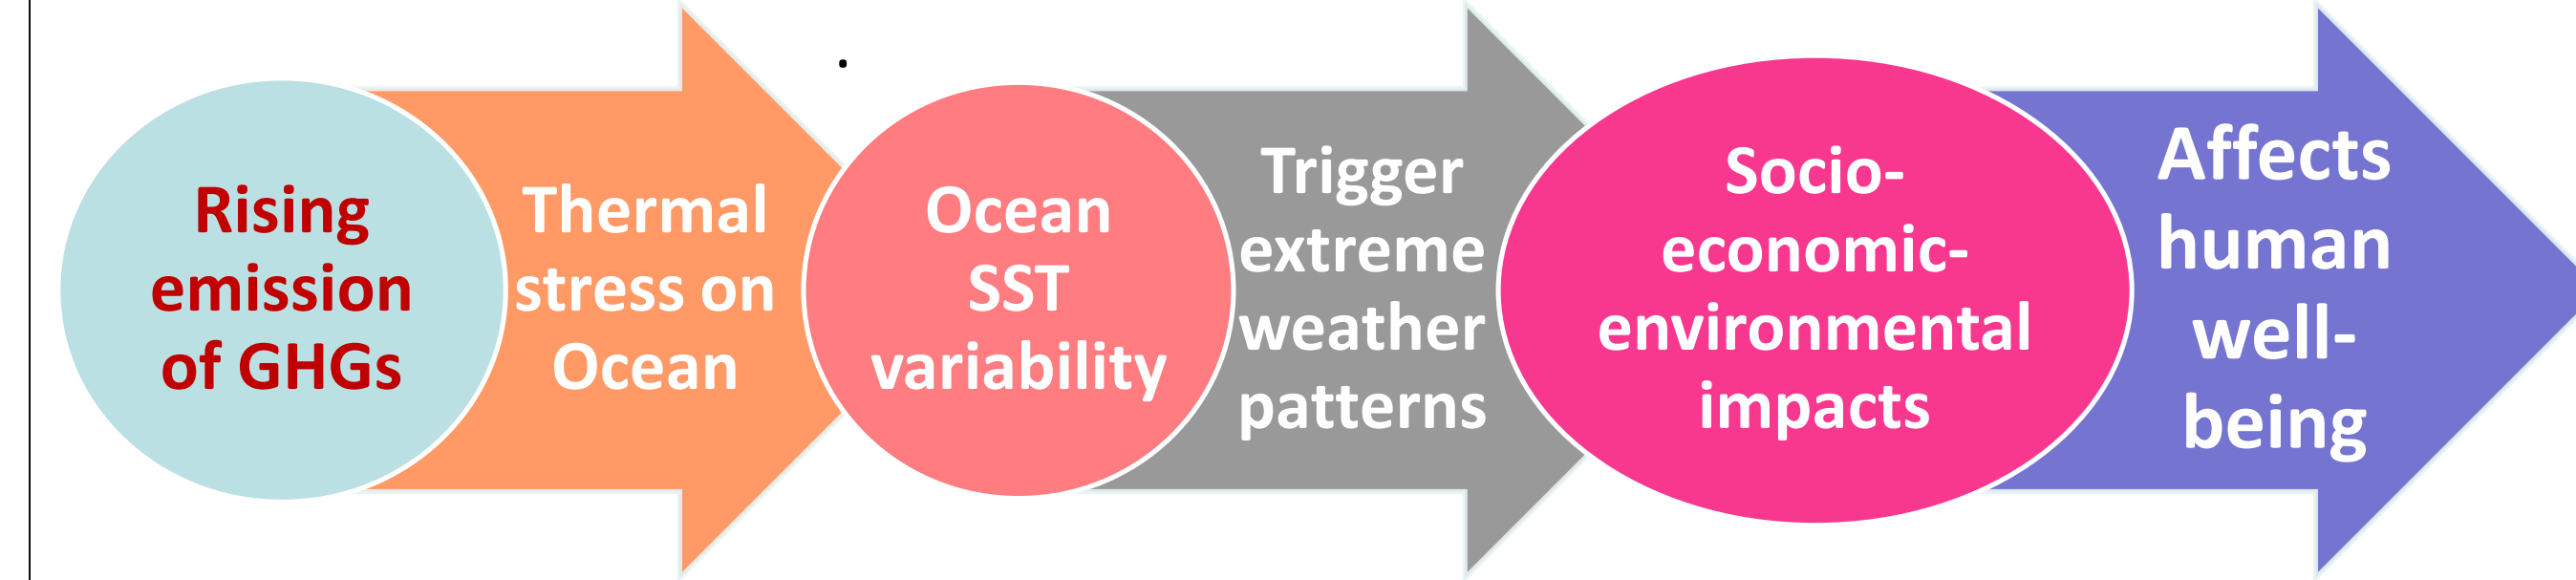 Rising
emission
of GHGs
Thermal
stress on
Ocean
.
Ocean
SST
variability
Trigger
extreme
weather
patterns
Socio-
economic-
environmental
impacts
Affects
human
well-
being